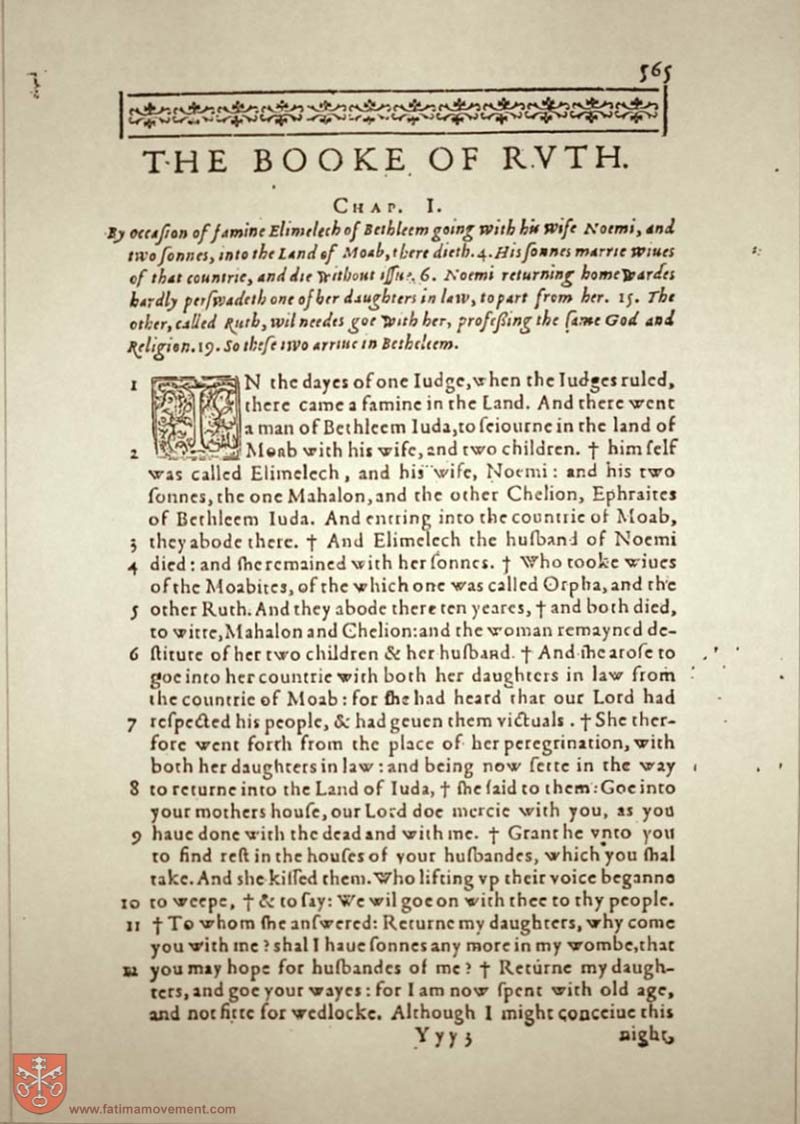 565
THE BOOKE OF RVTH.
CHAP. I.
By occaſion of famine Elimelech of Bethleem going with his wife Noemi, and
two ſonnes, into the Land of Moab, there dieth. 4. His ſonnes marrie wiues
of that countrie, and die without iſſue. 6. Noemi returning homewardes
hardly perſwadeth one of her daughters in law, to part from her. 15. The
other, called Ruth, wil needes goe with her, profeſsing the ſame God and
Religion. 19. So theſe two arriue in Betheleem.
1 IN the dayes of one Iudge, when the Iudges ruled,
there came a famine in the Land. And there went
a man of Bethleem Iuda, to ſeiourne in the land of
2 Moab with his wife, and two children. † him ſelf
was called Elimelech, and his wife, Noemi: and his two
ſonnes, the one Mahalon, and the other Chelion, Ephraites
of Bethleem Iuda. And entring into the countrie of Moab,
3 they abode there. † And Elimelech the huſband of Noemi
4 died: and ſhe remained with her ſonnes. † Who tooke wiues
of the Moabites, of the which one was called Orpha, and the
5 other Ruth. And they abode there ten yeares, † and both died,
to witte, Mahalon and Chelion: and the woman remayned de-
6 ſtitute of her two children & her huſband. † And ſhe aroſe to
goe into her countrie with both her daughters in law from
the countrie of Moab: for ſhe had heard that our Lord had
7 reſpected his people, & had geuen them victuals. † She ther-
fore went forth from the place of her peregrination, with
both her daughters in law: and being now ſette in the way
8 to returne into the Land of Iuda, † ſhe ſaid to them: Goe into
your mothers houſe, our Lord doe mercie with you, as you
9 haue done with the dead and with me. † Grant he vnto you
to find reſt in the houſes of your huſbandes, which you ſhal
take. And she kiſſed them. Who lifting vp their voice beganne
10 to weepe, † & to ſay: We wil goe on with thee to thy people.
11 † To whom ſhe anſwered: Returne my daughters, why come
you with me? shal I haue ſonnes any more in my wombe, that
12 you may hope for huſbandes of me? † Returne my daugh-
ters, and goe your wayes: for I am now ſpent with old age,
and not fitte for wedlocke. Although I might conceiue this
Yyy3 night,
www.fatimamovement.com